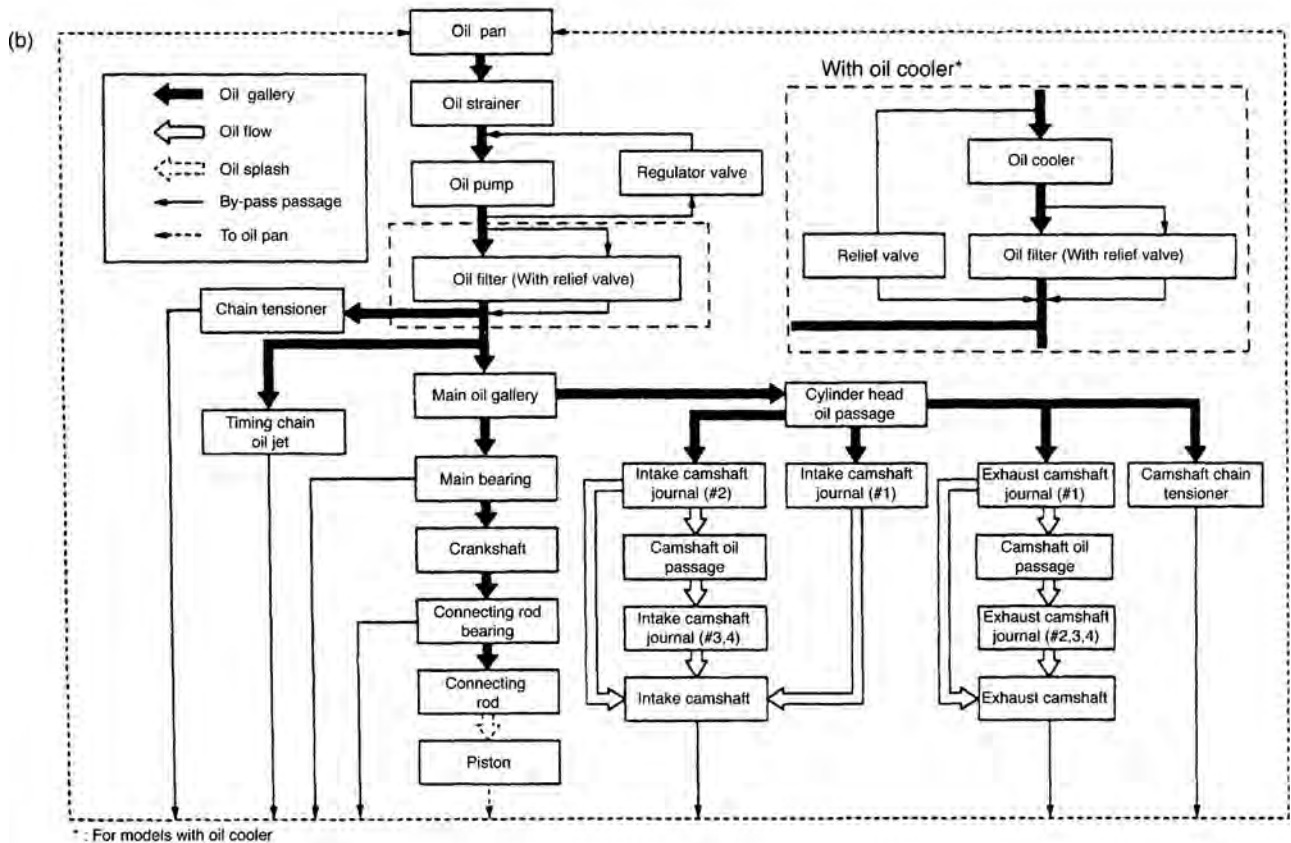 (b)
Oil pan
Oil gallery
Oil flow
Oil splash
By-pass passage
To oil pan
Oil strainer
Oil pump
Regulator valve
Oil filter (With relief valve)
With oil cooler*
Oil cooler
Relief valve
Oil filter (With relief valve)
Chain tensioner
Timing chain
oil jet
Main oil gallery
Cylinder head
oil passage
Main bearing
Intake camshaft
journal (#2)
Intake camshaft
journal (#1)
Exhaust camshaft
journal (#1)
Camshaft chain
tensioner
Crankshaft
Camshaft oil
passage
Camshaft oil
passage
Connecting rod
bearing
Intake camshaft
journal (#3,4)
Exhaust camshaft
journal (#2,3,4)
Connecting
rod
Intake camshaft
Exhaust camshaft
Piston
* : For models with oil cooler